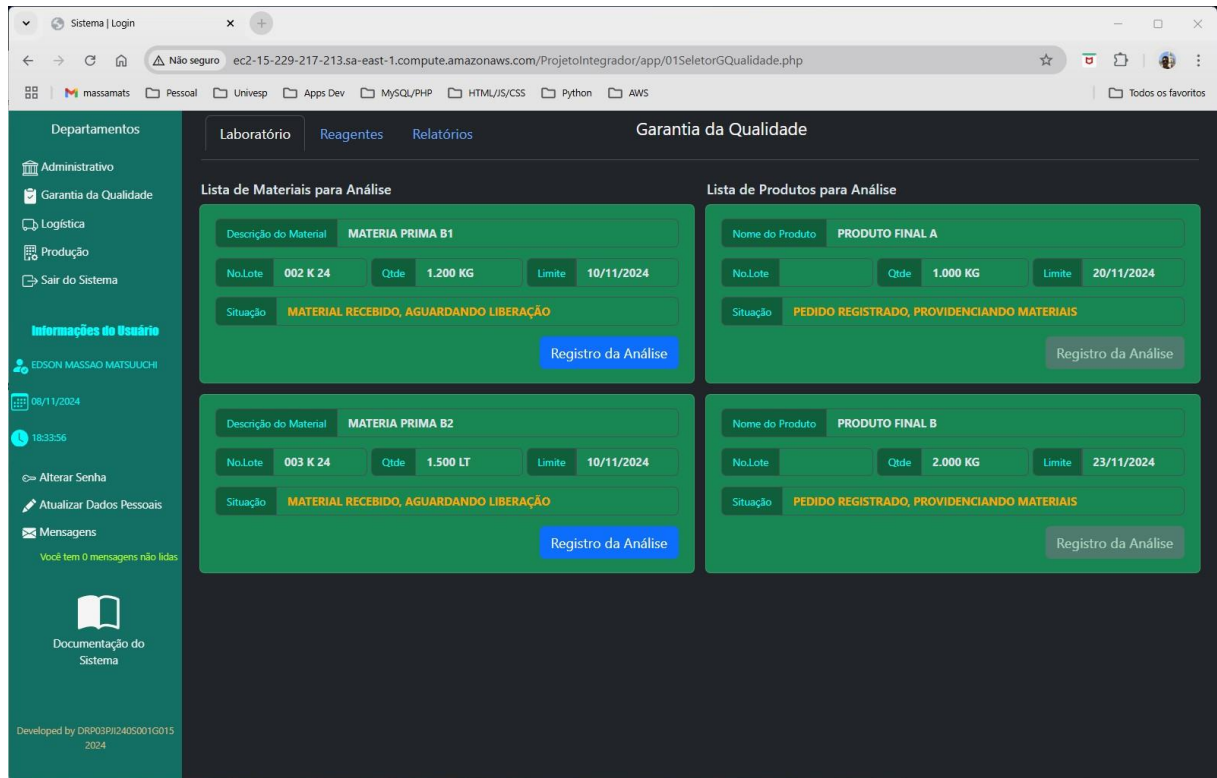 Sistema | Login
Não seguro
ec2-15-229-217-213.sa-east-1.compute.amazonaws.com/ProjetoIntegrador/app/01SeletorGQualidade.php
massamats
Pessoal
Univesp
Apps Dev
MySQL/PHP
HTML/JS/CSS
Python
AWS
Todos os favoritos
Departamentos
Administrativo
Garantia da Qualidade
Logística
Produção
Sair do Sistema
Informações do Usuário
EDSON MASSAO MATSUUCHI
08/11/2024
18:33:56
Alterar Senha
Atualizar Dados Pessoais
Mensagens
Você tem 0 mensagens não lidas
Documentação do
Sistema
Developed by DRP03PJI240S001G015
2024
Laboratório
Reagentes
Relatórios
Garantia da Qualidade
Lista de Materiais para Análise
Descrição do Material MATERIA PRIMA B1
No.Lote 002 K 24 Qtde 1.200 KG Limite 10/11/2024
Situação MATERIAL RECEBIDO, AGUARDANDO LIBERAÇÃO
Registro da Análise
Descrição do Material MATERIA PRIMA B2
No.Lote 003 K 24 Qtde 1.500 LT Limite 10/11/2024
Situação MATERIAL RECEBIDO, AGUARDANDO LIBERAÇÃO
Registro da Análise
Lista de Produtos para Análise
Nome do Produto PRODUTO FINAL A
No.Lote Qtde 1.000 KG Limite 20/11/2024
Situação PEDIDO REGISTRADO, PROVIDENCIANDO MATERIAIS
Registro da Análise
Nome do Produto PRODUTO FINAL B
No.Lote Qtde 2.000 KG Limite 23/11/2024
Situação PEDIDO REGISTRADO, PROVIDENCIANDO MATERIAIS
Registro da Análise